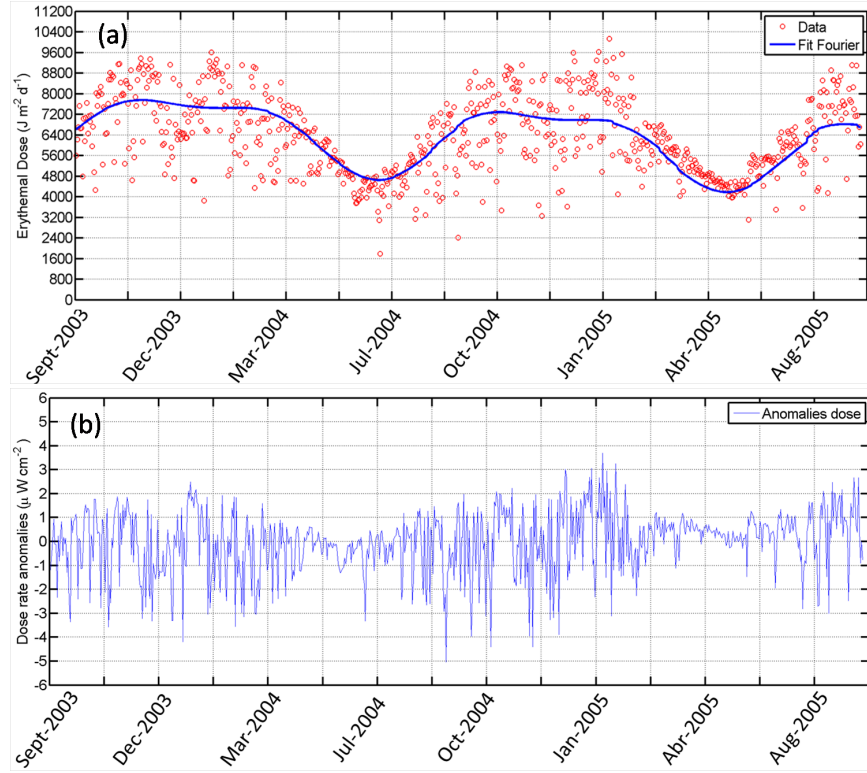 (a)
Data
Fit Fourier
Erythemal Dose (J m⁻² d⁻¹)
11200
10400
9600
8800
8000
7200
6400
5600
4800
4000
3200
2400
1600
800
0
Sept-2003
Dec-2003
Mar-2004
Jul-2004
Oct-2004
Jan-2005
Abr-2005
Aug-2005
(b)
Anomalies dose
Dose rate anomalies (μ W cm⁻²)
6
5
4
3
2
1
0
-1
-2
-3
-4
-5
-6
Sept-2003
Dec-2003
Mar-2004
Jul-2004
Oct-2004
Jan-2005
Apr-2005
Aug-2005